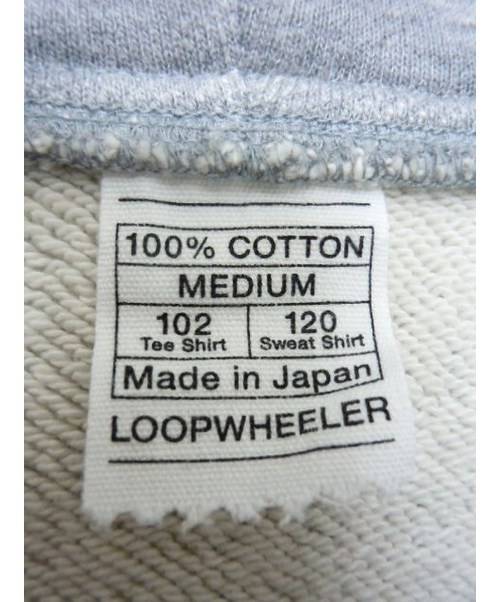 100% COTTON
MEDIUM
102 120
Tee Shirt Sweat Shirt
Made in Japan
LOOPWHEELER